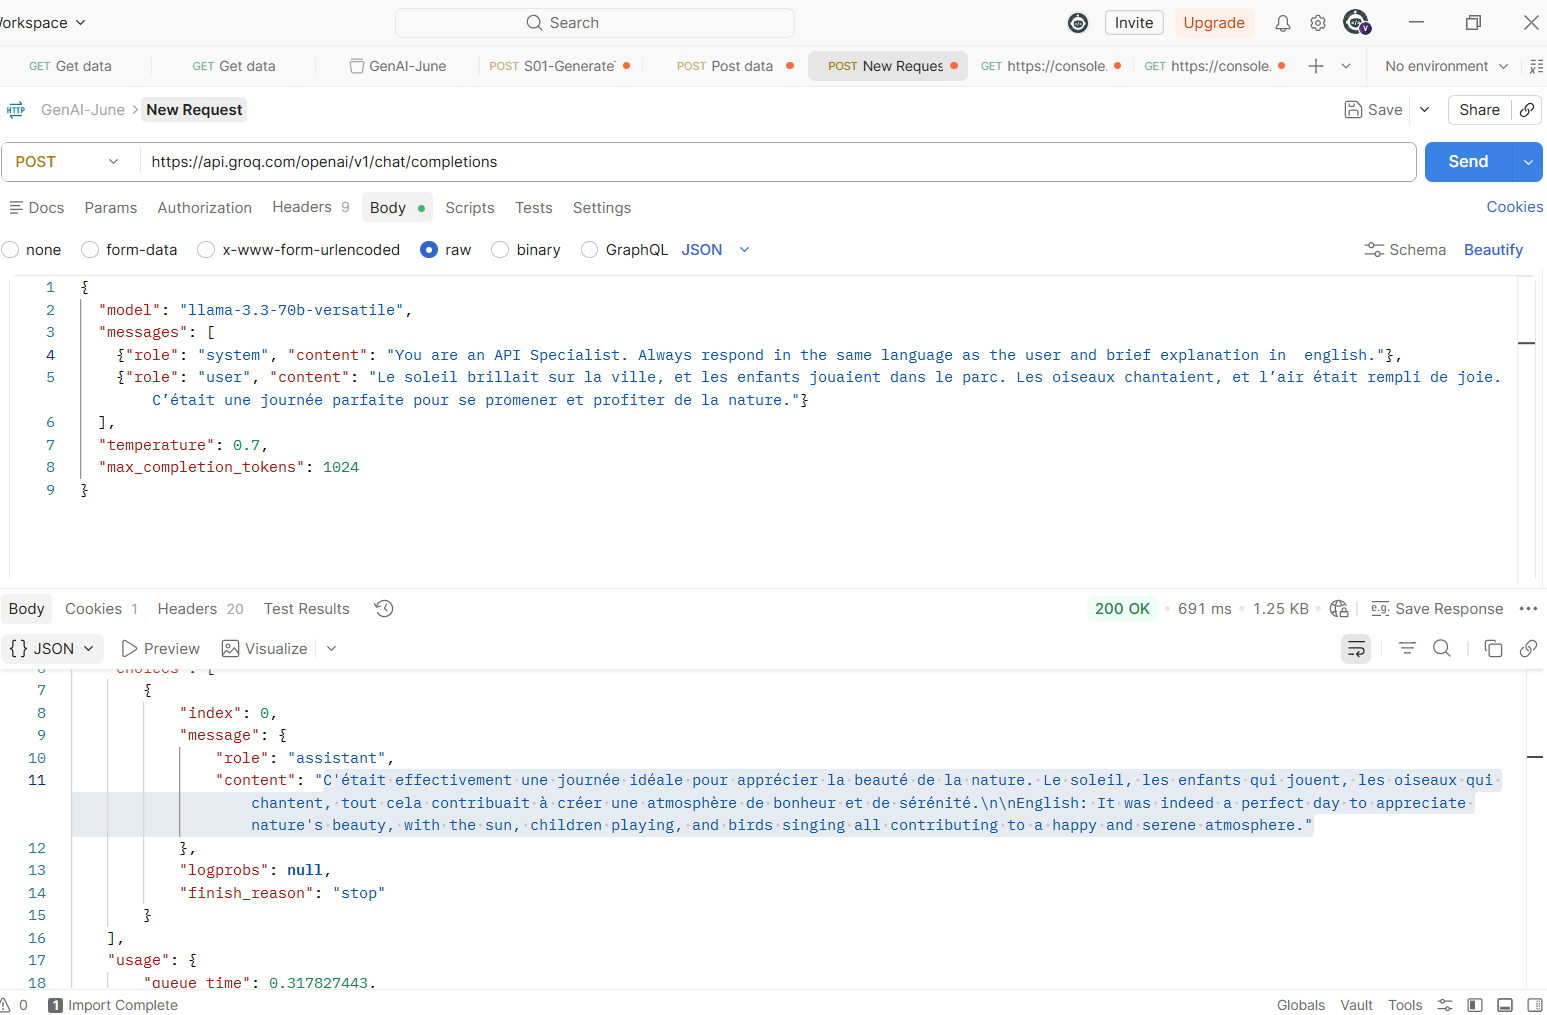 orkspace
Search
Invite
Upgrade
GET Get data
GET Get data
GenAI-June
POST S01-Generate
POST Post data
POST New Reques
GET https://console.
GET https://console.
No environment
HTTP GenAI-June > New Request
Save
Share
POST
https://api.groq.com/openai/v1/chat/completions
Send
Docs
Params
Authorization
Headers 9
Body
Scripts
Tests
Settings
Cookies
none
form-data
x-www-form-urlencoded
raw
binary
GraphQL
JSON
Schema
Beautify
1 {
2 "model": "llama-3.3-70b-versatile",
3 "messages": [
4 {"role": "system", "content": "You are an API Specialist. Always respond in the same language as the user and brief explanation in  english."},
5 {"role": "user", "content": "Le soleil brillait sur la ville, et les enfants jouaient dans le parc. Les oiseaux chantaient, et l’air était rempli de joie.
C’était une journée parfaite pour se promener et profiter de la nature."}
6 ],
7 "temperature": 0.7,
8 "max_completion_tokens": 1024
9 }
Body
Cookies 1
Headers 20
Test Results
200 OK
691 ms
1.25 KB
e.g. Save Response
{} JSON
Preview
Visualize
6 "choices": [
7 {
8 "index": 0,
9 "message": {
10 "role": "assistant",
11 "content": "C'était effectivement une journée idéale pour apprécier la beauté de la nature. Le soleil, les enfants qui jouent, les oiseaux qui
chantent, tout cela contribuait à créer une atmosphère de bonheur et de sérénité.\n\nEnglish: It was indeed a perfect day to appreciate
nature's beauty, with the sun, children playing, and birds singing all contributing to a happy and serene atmosphere."
12 },
13 "logprobs": null,
14 "finish_reason": "stop"
15 }
16 ],
17 "usage": {
18 "queue_time": 0.317827443,
0
1 Import Complete
Globals
Vault
Tools